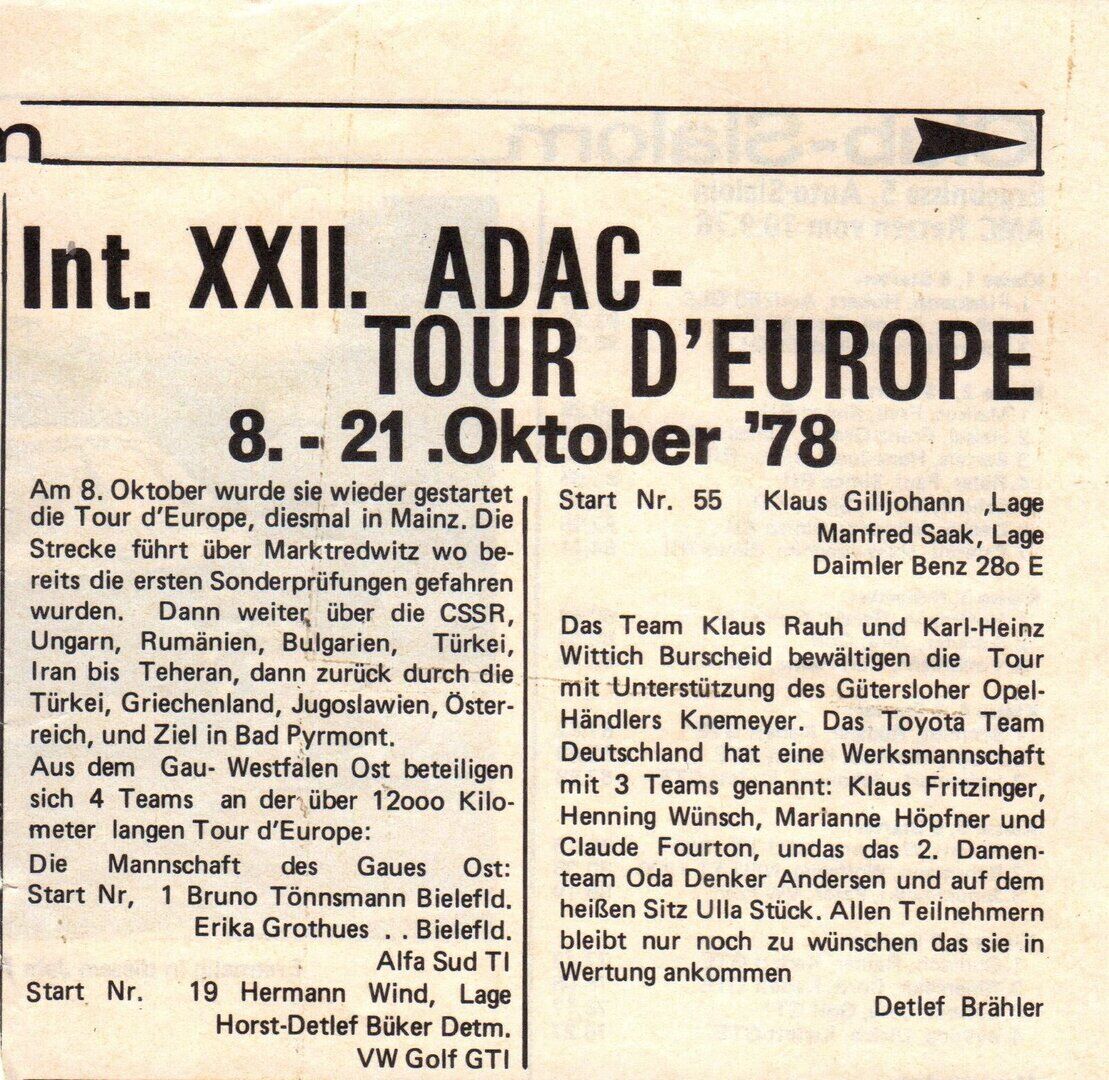 m
Int. XXII. ADAC-
TOUR D'EUROPE
8. - 21 .Oktober '78
Am 8. Oktober wurde sie wieder gestartet
die Tour d'Europe, diesmal in Mainz. Die
Strecke führt über Marktredwitz wo be-
reits die ersten Sonderprüfungen gefahren
wurden. Dann weiter über die CSSR,
Ungarn, Rumänien, Bulgarien, Türkei,
Iran bis Teheran, dann zurück durch die
Türkei, Griechenland, Jugoslawien, Öster-
reich, und Ziel in Bad Pyrmont.
Aus dem Gau- Westfalen Ost beteiligen
sich 4 Teams an der über 12ooo Kilo-
meter langen Tour d'Europe:
Die Mannschaft des Gaues Ost:
Start Nr, 1 Bruno Tönnsmann Bielefld.
Erika Grothues . . Bielefld.
Alfa Sud TI
Start Nr. 19 Hermann Wind, Lage
Horst-Detlef Büker Detm.
VW Golf GTI
Start Nr. 55 Klaus Gilljohann ,Lage
Manfred Saak, Lage
Daimler Benz 28o E
Das Team Klaus Rauh und Karl-Heinz
Wittich Burscheid bewältigen die Tour
mit Unterstützung des Gütersloher Opel-
Händlers Knemeyer. Das Toyota Team
Deutschland hat eine Werksmannschaft
mit 3 Teams genannt: Klaus Fritzinger,
Henning Wünsch, Marianne Höpfner und
Claude Fourton, undas das 2. Damen-
team Oda Denker Andersen und auf dem
heißen Sitz Ulla Stück. Allen Teilnehmern
bleibt nur noch zu wünschen das sie in
Wertung ankommen
Detlef Brähler